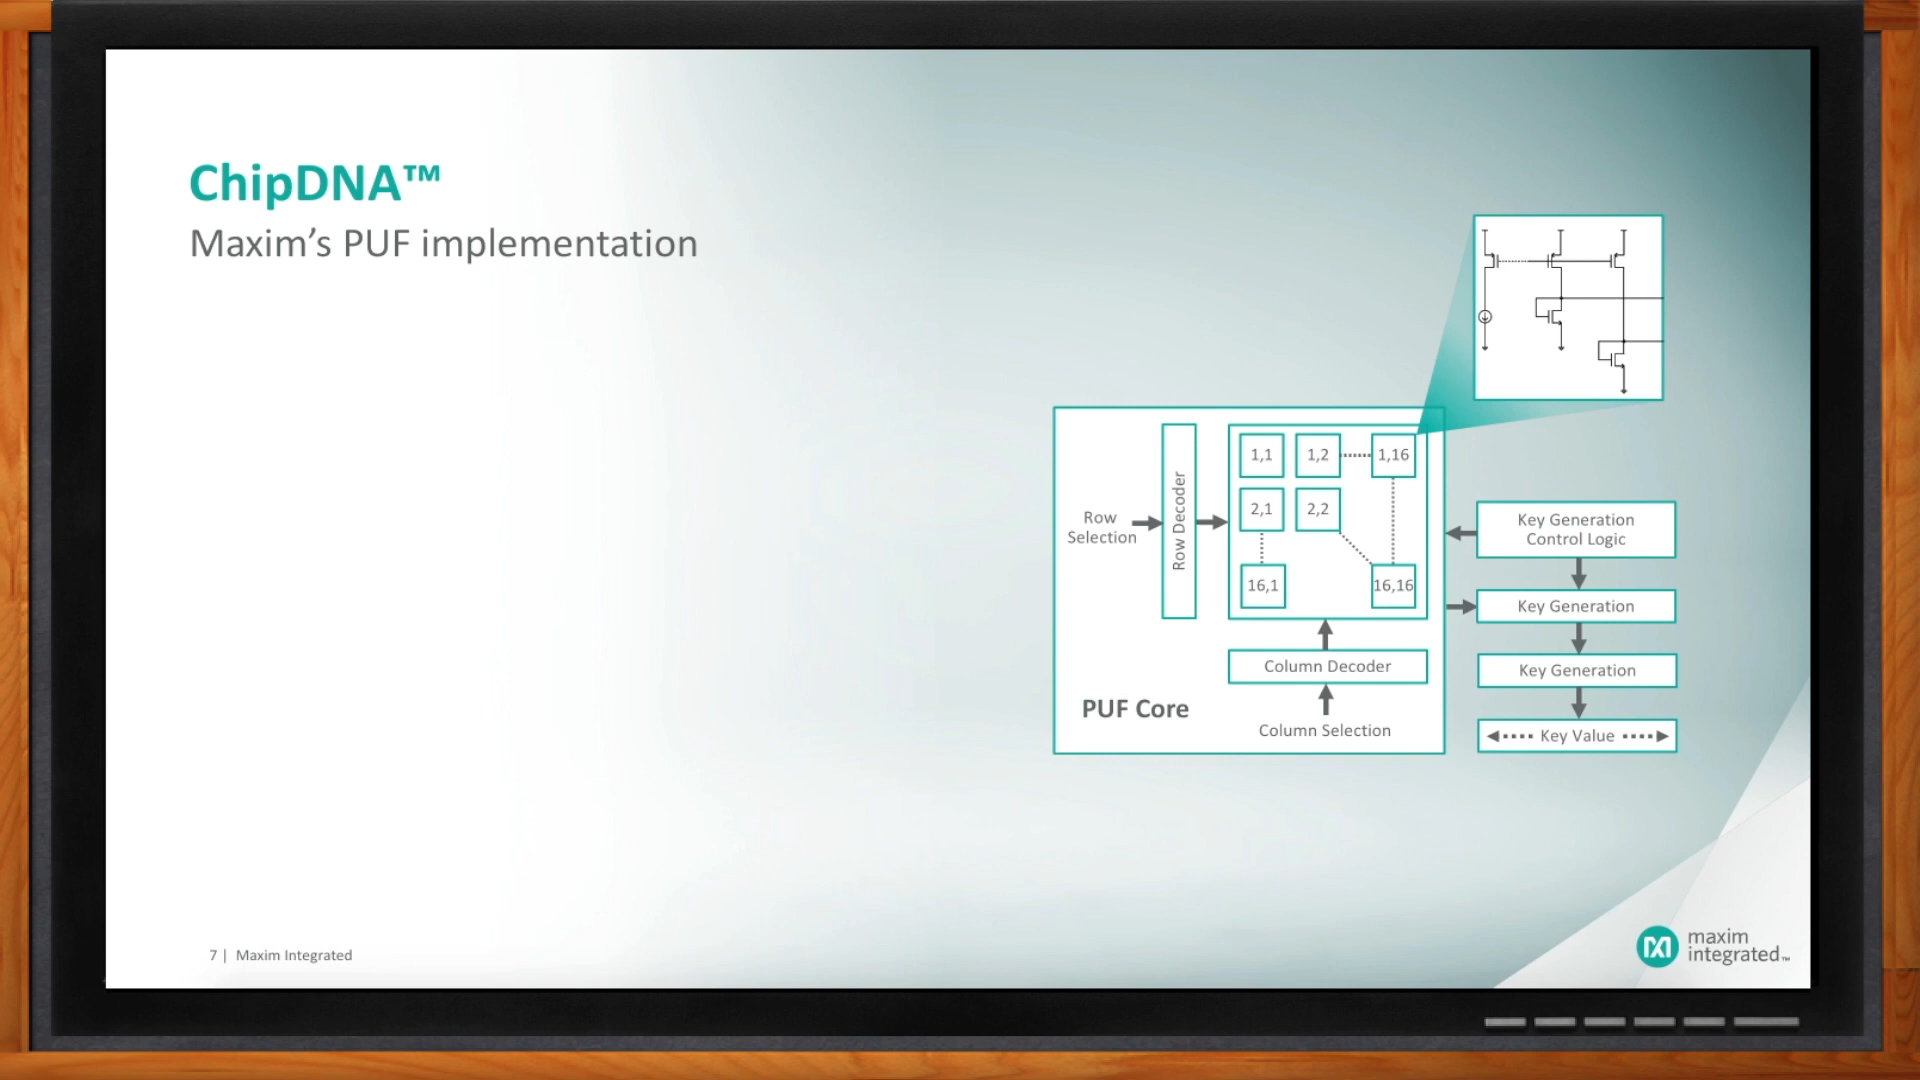 ChipDNA™
Maxim's PUF implementation
1,1
1,2
1,16
2,1
2,2
16,1
16,16
Row
Selection
Row Decoder
Column Decoder
Column Selection
PUF Core
Key Generation
Control Logic
Key Generation
Key Generation
Key Value
7 | Maxim Integrated
maxim
integrated™